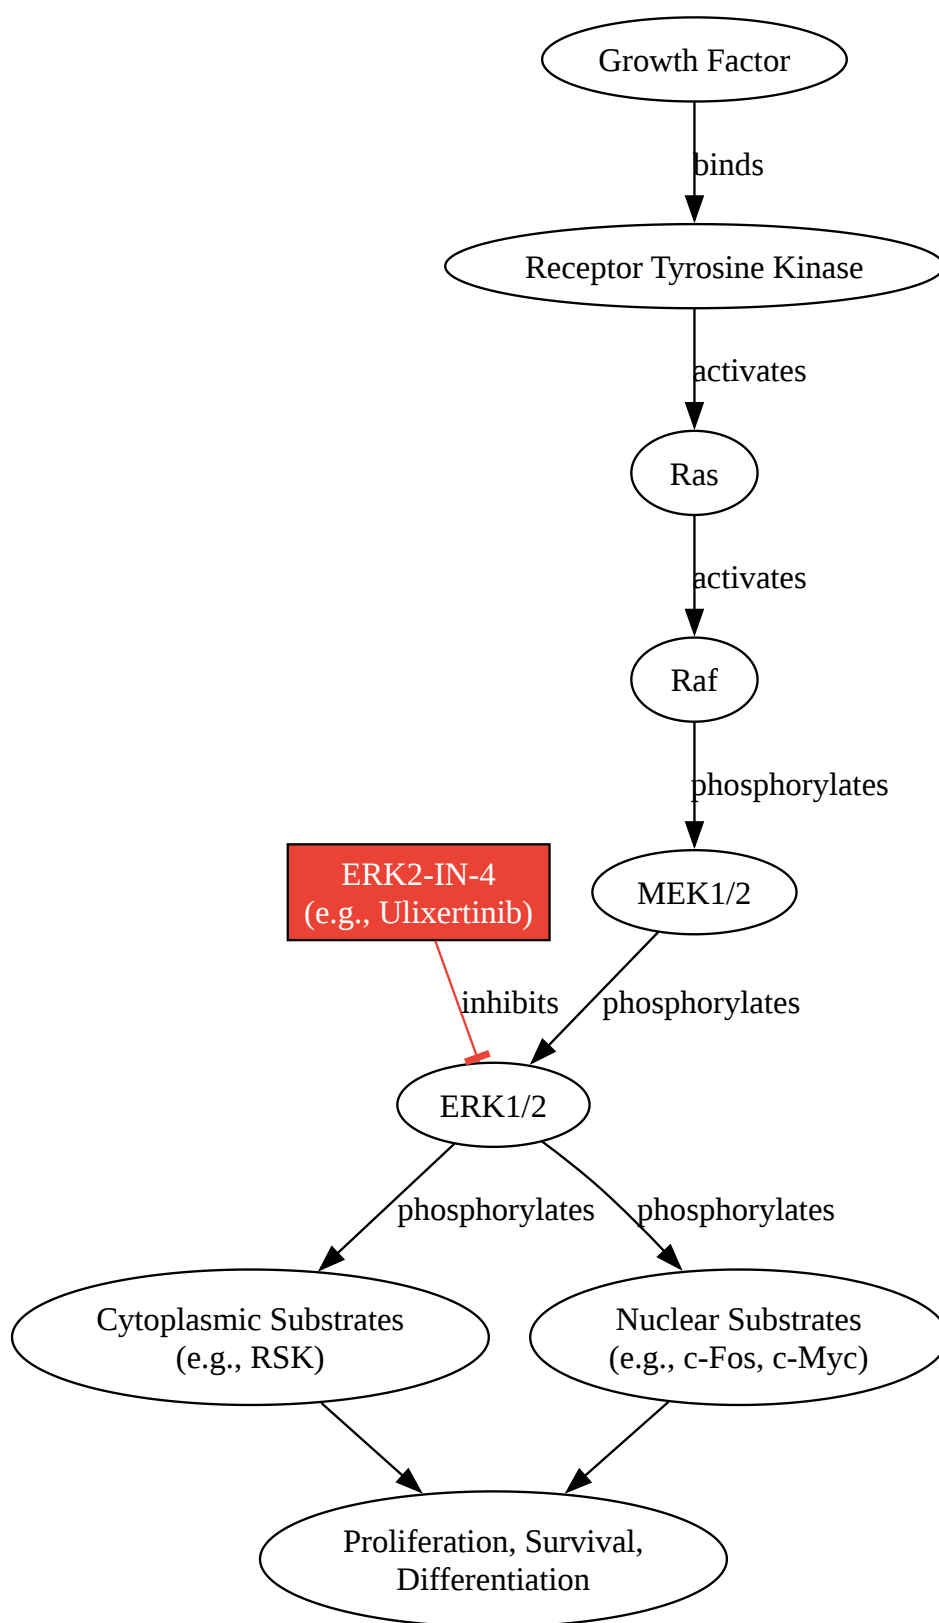 Growth Factor
binds
Receptor Tyrosine Kinase
activates
Ras
activates
Raf
phosphorylates
ERK2-IN-4
(e.g., Ulixertinib)
MEK1/2
inhibits
phosphorylates
ERK1/2
phosphorylates
phosphorylates
Cytoplasmic Substrates
(e.g., RSK)
Nuclear Substrates
(e.g., c-Fos, c-Myc)
Proliferation, Survival,
Differentiation